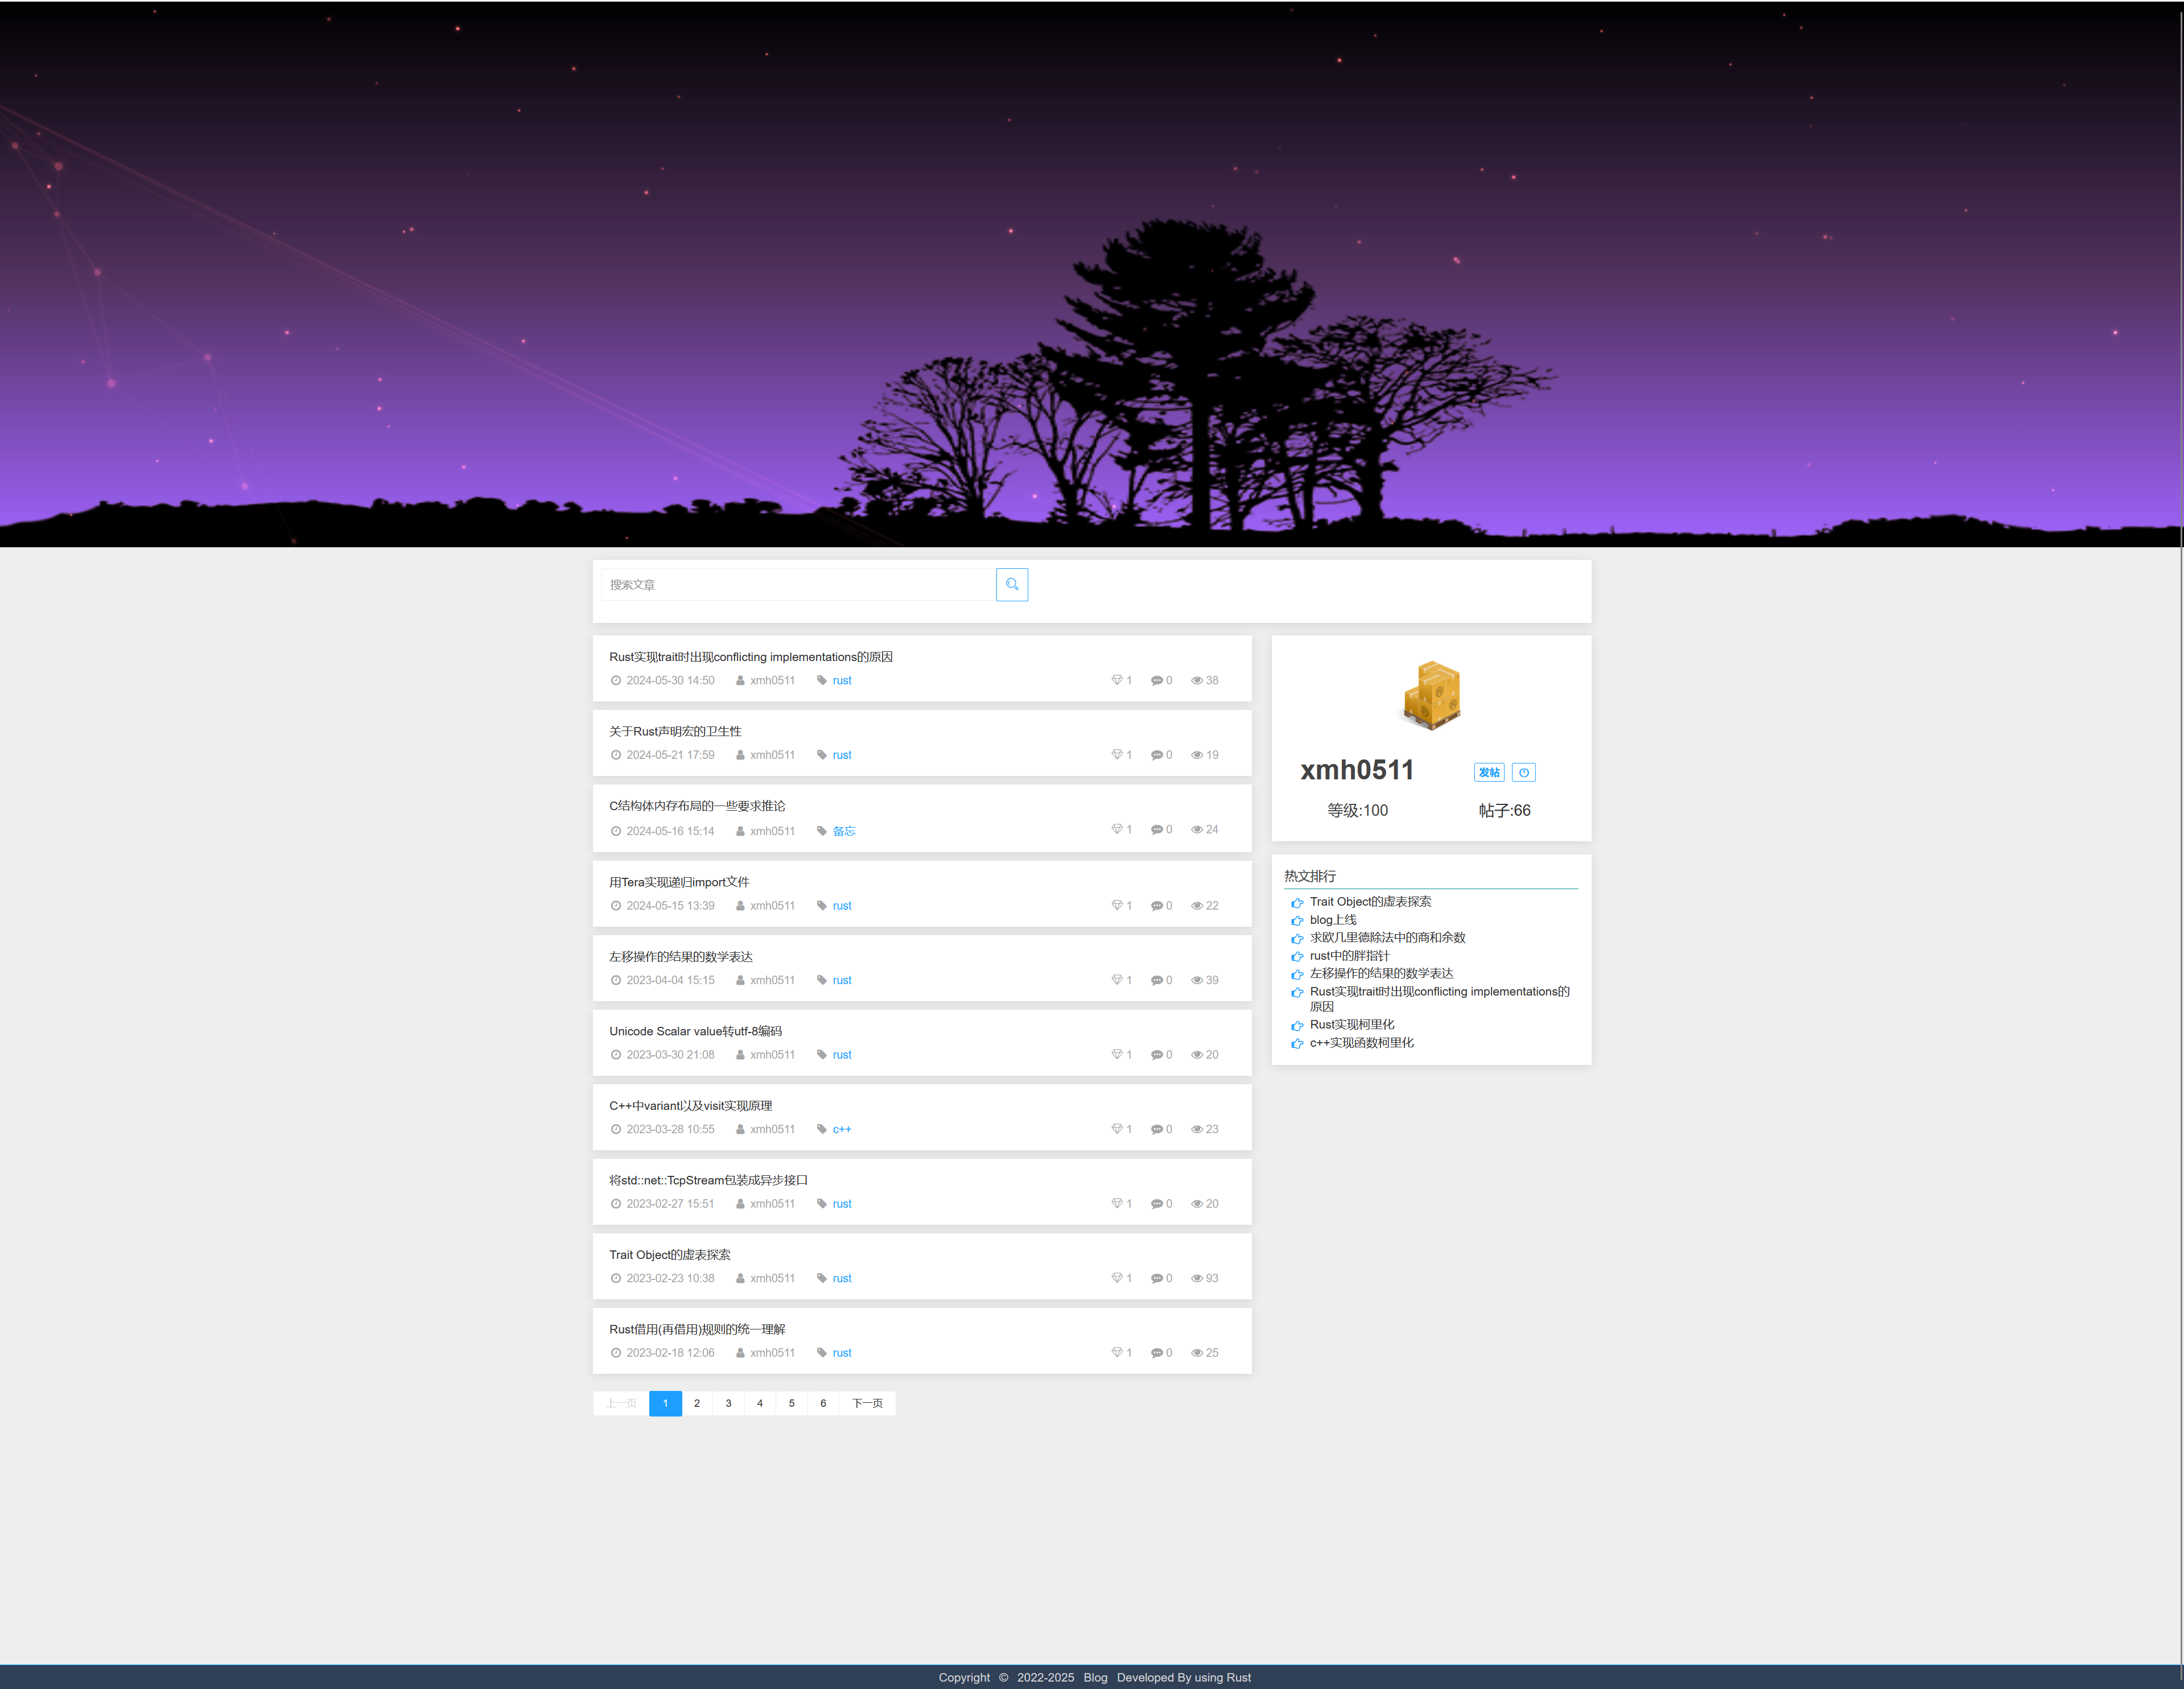 搜索文章
Rust实现trait时出现conflicting implementations的原因
2024-05-30 14:50 xmh0511 rust 1 0 38
关于Rust声明宏的卫生性
2024-05-21 17:59 xmh0511 rust 1 0 19
C结构体内存布局的一些要求推论
2024-05-16 15:14 xmh0511 备忘 1 0 24
用Tera实现递归import文件
2024-05-15 13:39 xmh0511 rust 1 0 22
左移操作的结果的数学表达
2023-04-04 15:15 xmh0511 rust 1 0 39
Unicode Scalar value转utf-8编码
2023-03-30 21:08 xmh0511 rust 1 0 20
C++中variant以及visit实现原理
2023-03-28 10:55 xmh0511 c++ 1 0 23
将std::net::TcpStream包装成异步接口
2023-02-27 15:51 xmh0511 rust 1 0 20
Trait Object的虚表探索
2023-02-23 10:38 xmh0511 rust 1 0 93
Rust借用(再借用)规则的统一理解
2023-02-18 12:06 xmh0511 rust 1 0 25
上一页 1 2 3 4 5 6 下一页
xmh0511 发帖
等级:100 帖子:66
热文排行
Trait Object的虚表探索
blog上线
求欧几里德除法中的商和余数
rust中的胖指针
左移操作的结果的数学表达
Rust实现trait时出现conflicting implementations的
原因
Rust实现柯里化
c++实现函数柯里化
Copyright © 2022-2025 Blog Developed By using Rust